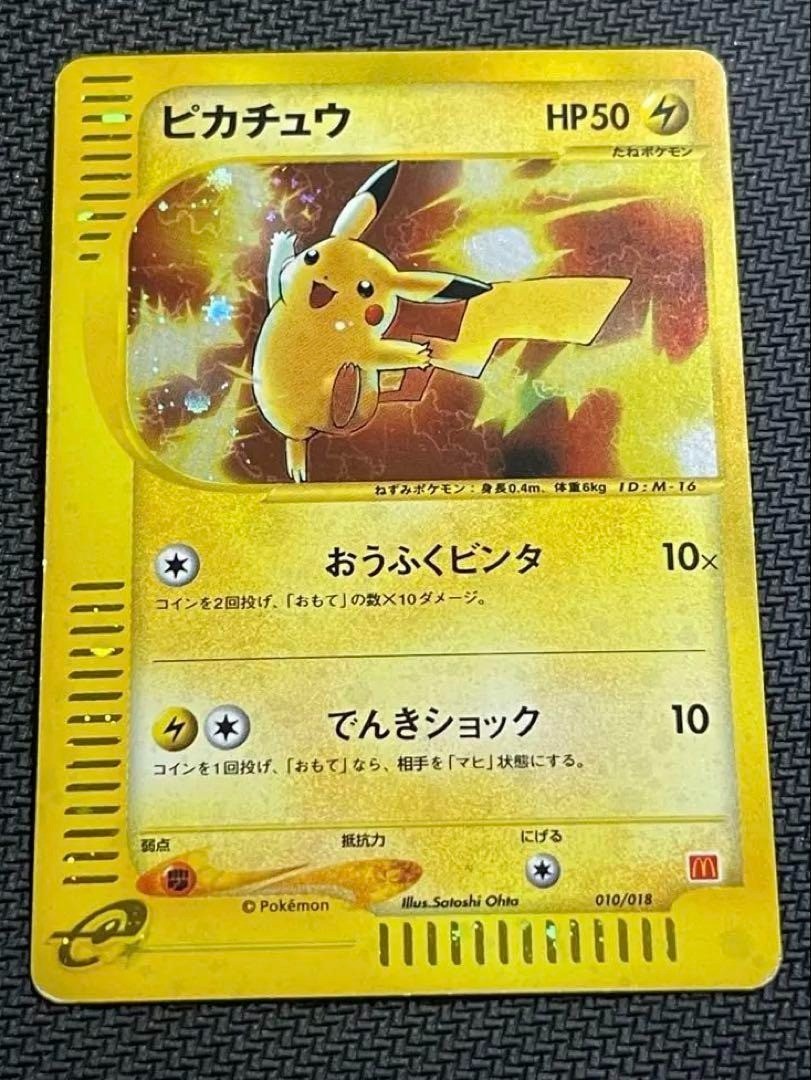 ピカチュウ HP50
たねポケモン
ねずみポケモン：身長0.4m、体重6kg ID:M-16
おうふくビンタ 10×
コインを2回投げ、「おもて」の数×10ダメージ。
でんきショック 10
コインを1回投げ、「おもて」なら、相手を「マヒ」状態にする。
弱点 抵抗力 にげる
©Pokémon Illus.Satoshi Ohta 010/018